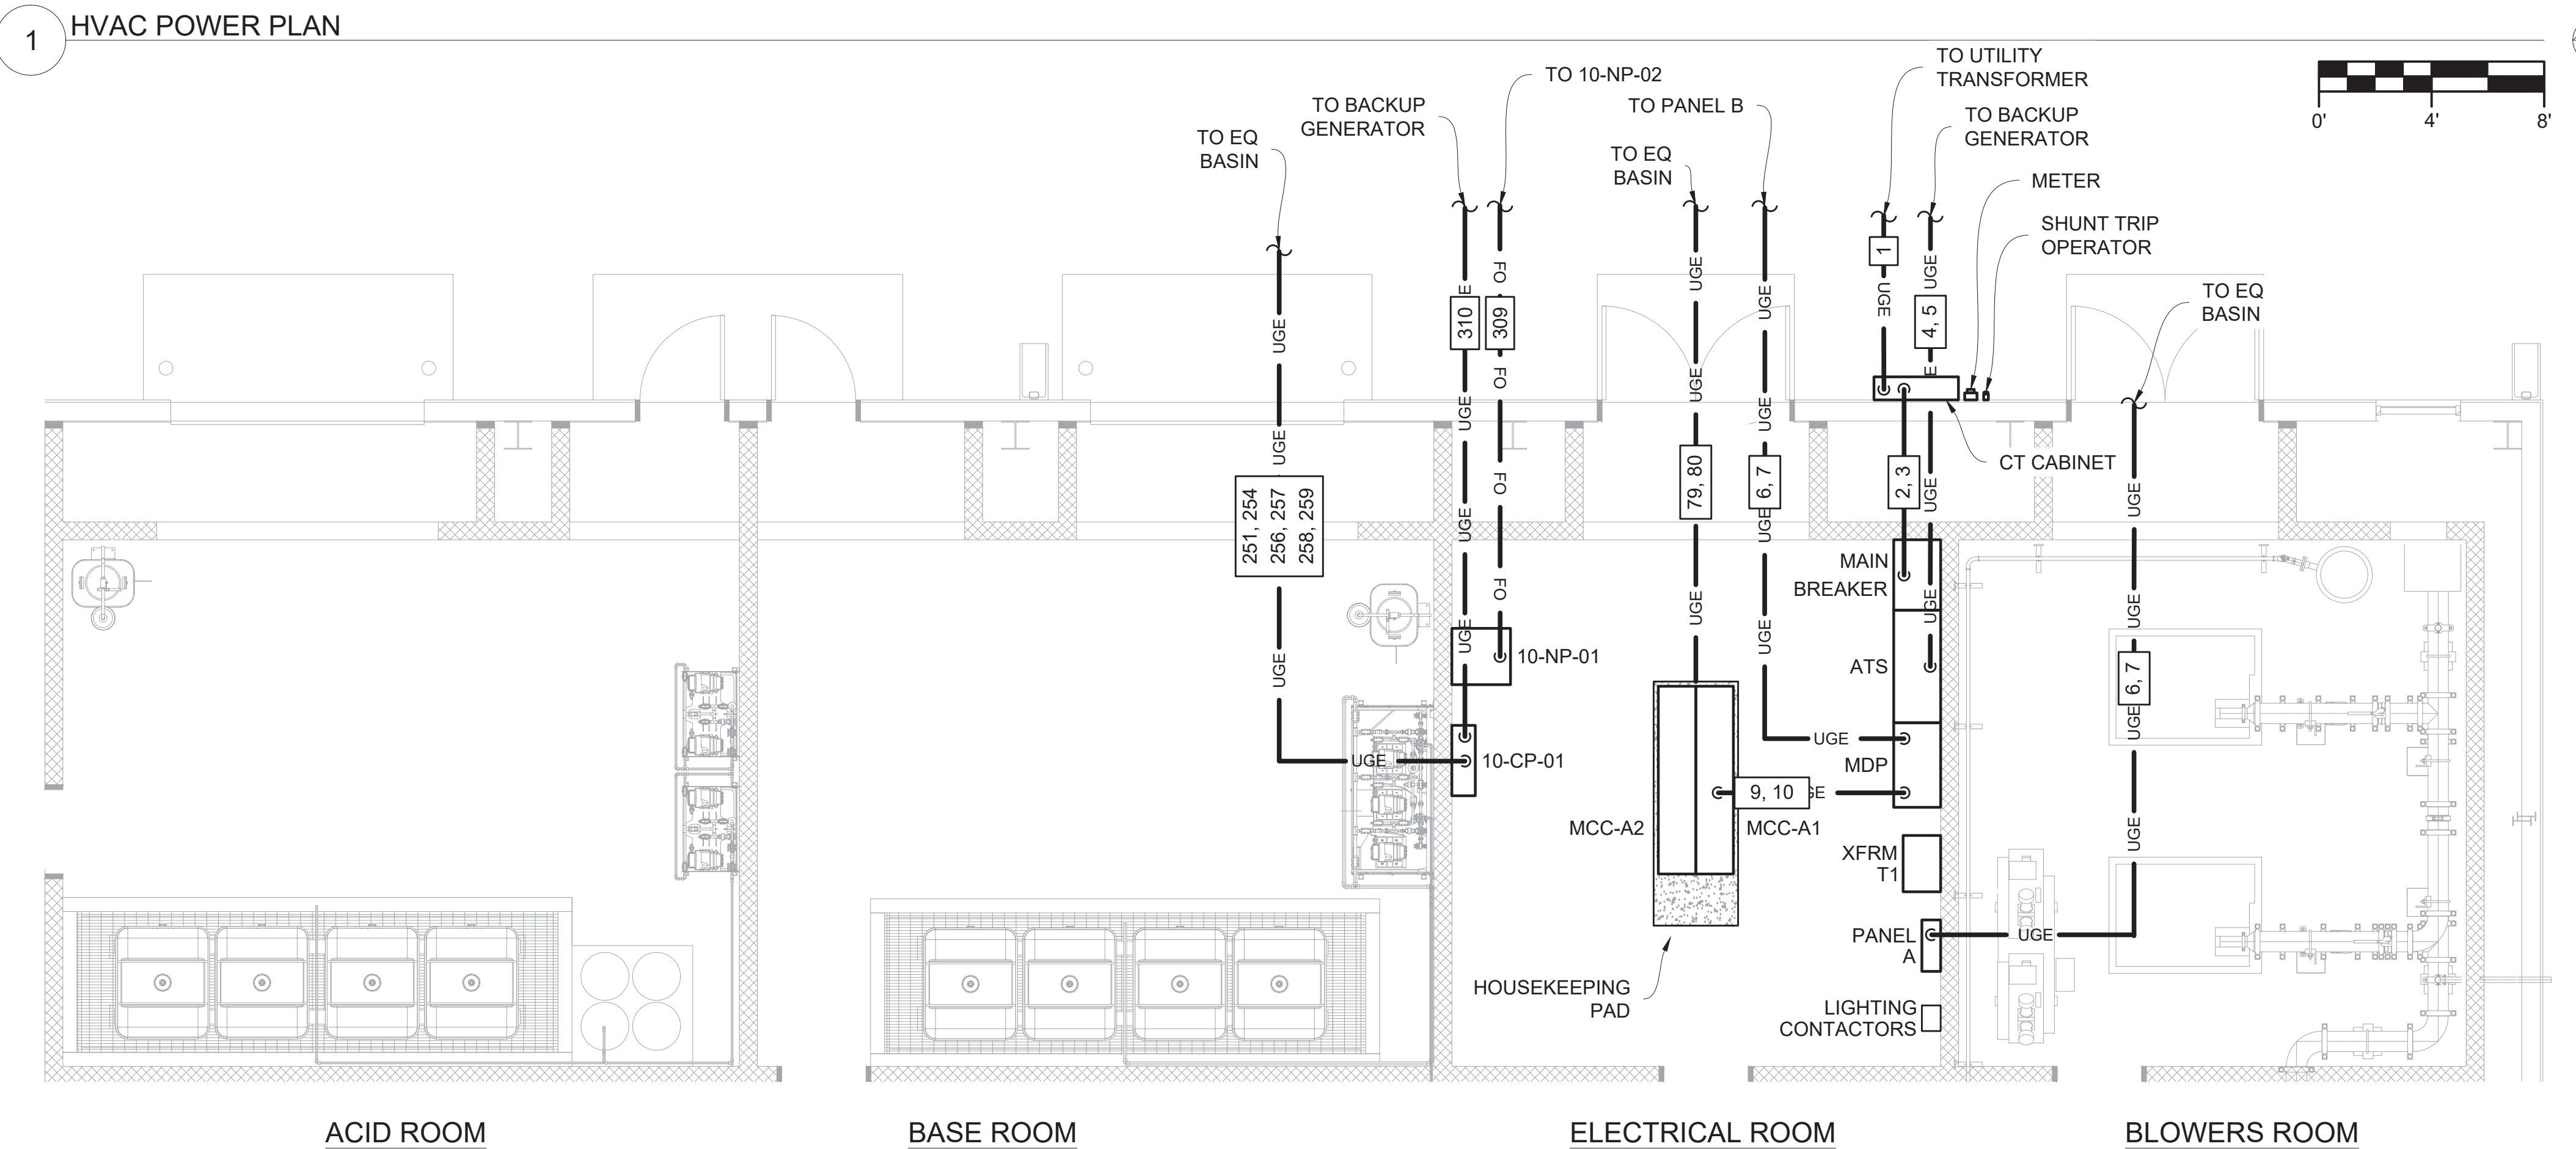 1
HVAC POWER PLAN
0'
4'
8'
TO EQ
BASIN
TO BACKUP
GENERATOR
TO 10-NP-02
TO EQ
BASIN
TO PANEL B
TO UTILITY
TRANSFORMER
TO BACKUP
GENERATOR
METER
SHUNT TRIP
OPERATOR
TO EQ
BASIN
CT CABINET
UGE
UGE
251, 254
256, 257
258, 259
UGE
UGE
E
310
UGE
UGE
UGE
UGE
FO
309
FO
FO
FO
UGE
UGE
79, 80
UGE
UGE
UGE
6, 7
UGE
UGE
UGE
1
UGE
2, 3
UGE
4, 5
E
UGE
UGE
UGE
UGE
6, 7
UGE
UGE
UGE
MAIN
BREAKER
ATS
MDP
10-NP-01
10-CP-01
9, 10
GE
MCC-A2
MCC-A1
XFRM
T1
PANEL
A
HOUSEKEEPING
PAD
LIGHTING
CONTACTORS
ACID ROOM
BASE ROOM
ELECTRICAL ROOM
BLOWERS ROOM